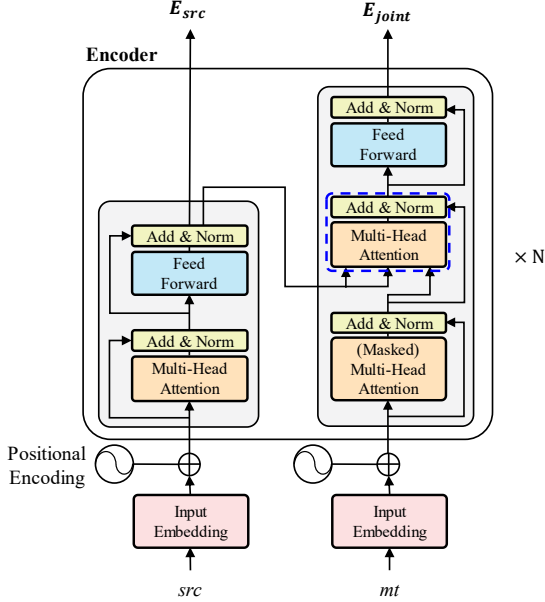 E_src
E_joint
Encoder
Add & Norm
Feed
Forward
Add & Norm
Multi-Head
Attention
Add & Norm
(Masked)
Multi-Head
Attention
Add & Norm
Feed
Forward
Add & Norm
Multi-Head
Attention
× N
Positional
Encoding
Input
Embedding
Input
Embedding
src
mt